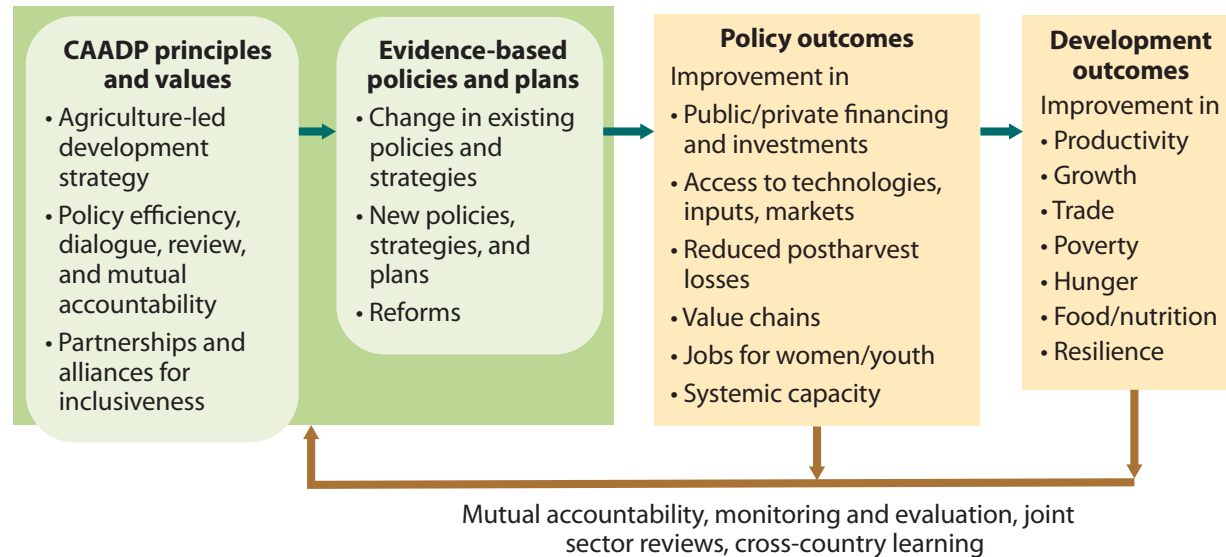 CAADP principles
and values
• Agriculture-led
development
strategy
• Policy efficiency,
dialogue, review,
and mutual
accountability
• Partnerships and
alliances for
inclusiveness
Evidence-based
policies and plans
• Change in existing
policies and
strategies
• New policies,
strategies, and
plans
• Reforms
Policy outcomes
Improvement in
• Public/private financing
and investments
• Access to technologies,
inputs, markets
• Reduced postharvest
losses
• Value chains
• Jobs for women/youth
• Systemic capacity
Development
outcomes
Improvement in
• Productivity
• Growth
• Trade
• Poverty
• Hunger
• Food/nutrition
• Resilience
Mutual accountability, monitoring and evaluation, joint
sector reviews, cross-country learning